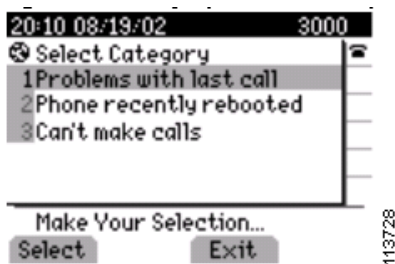 20:10 08/19/02 3000
Select Category
1 Problems with last call
2 Phone recently rebooted
3 Can't make calls
Make Your Selection...
Select Exit
113728